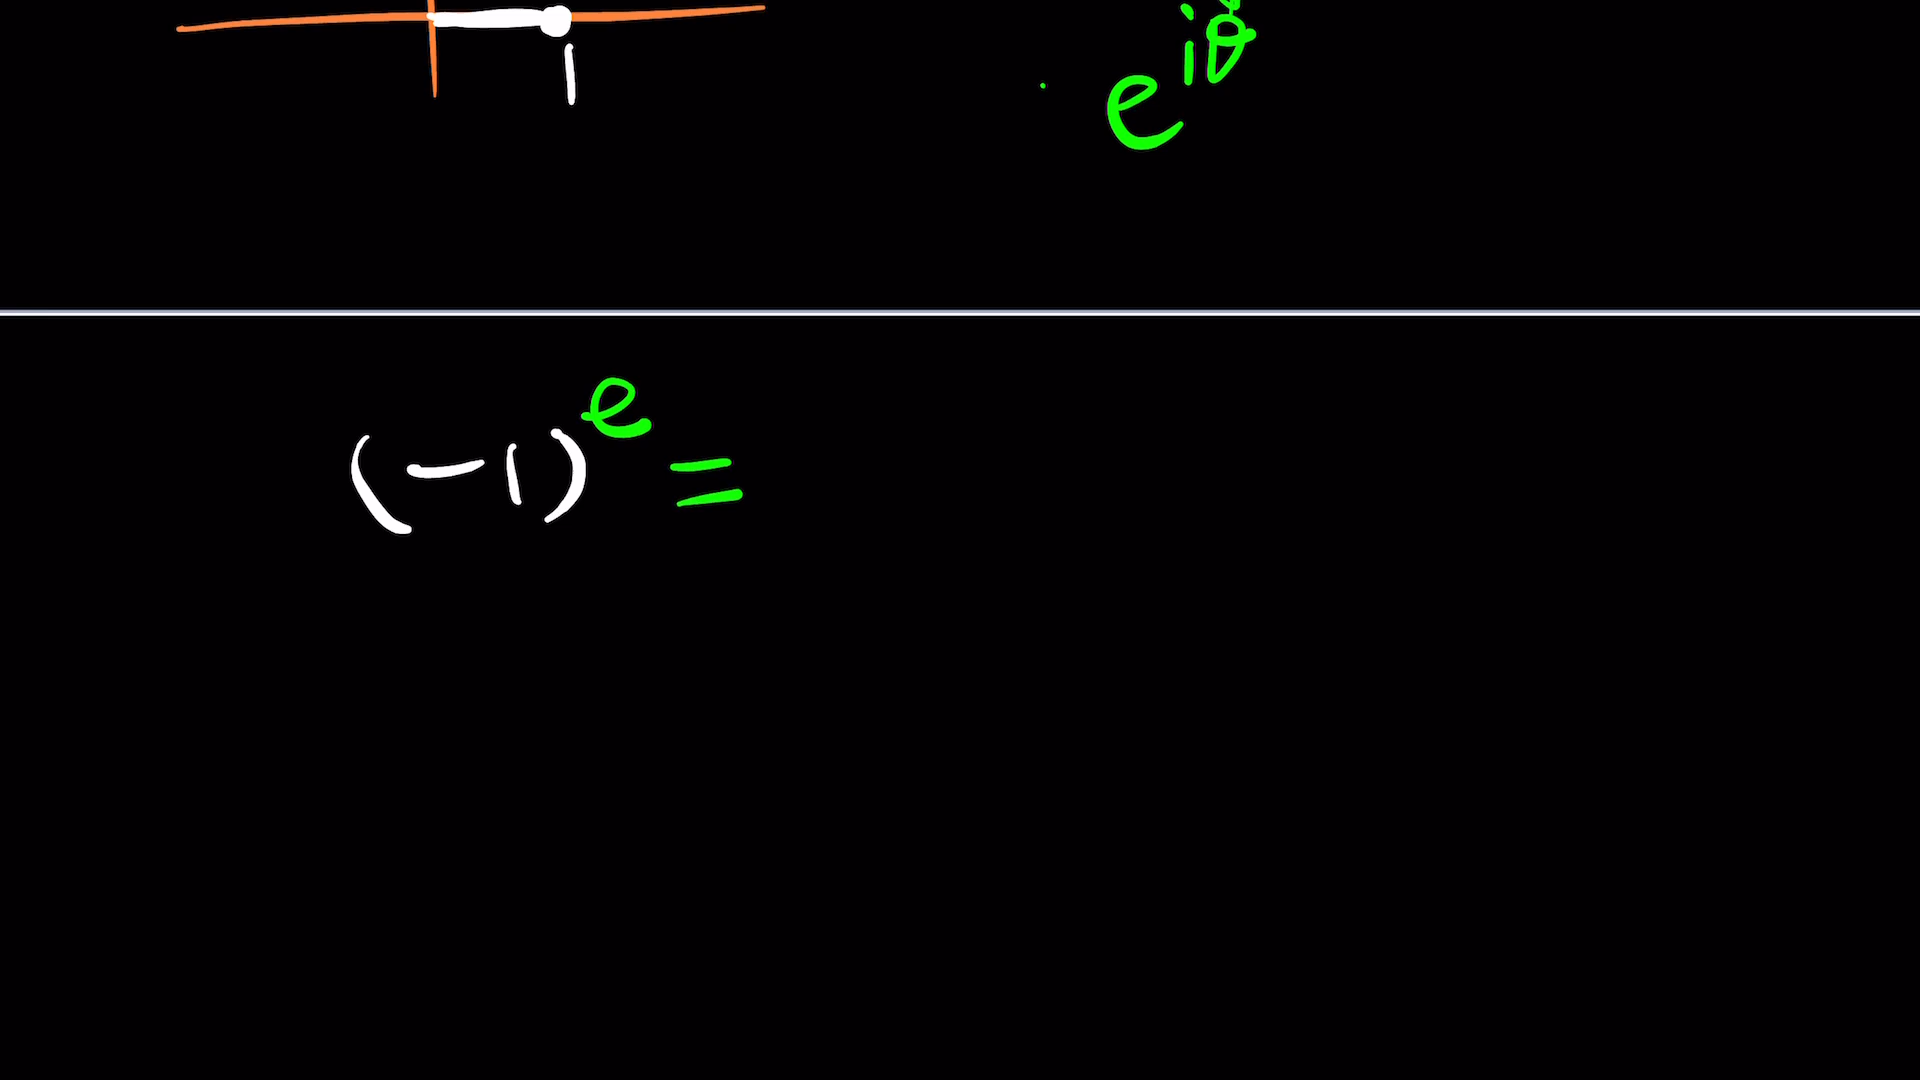 1
e^{iθ}
(-1)^e =